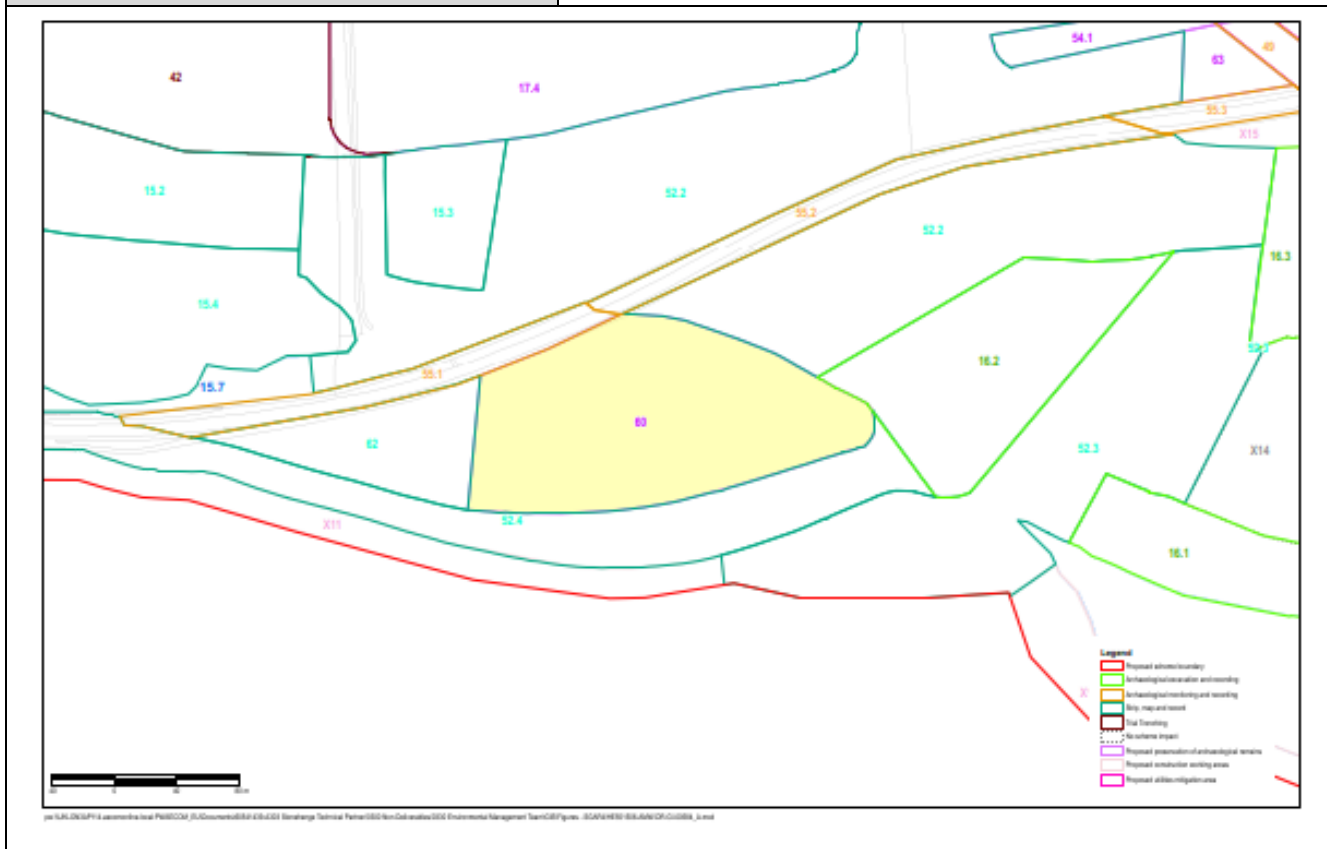 54.1
49
42
63
17.4
55.3
X15
15.2
52.2
15.3
55.2
52.2
16.3
15.4
16.2
55.1
15.7
60
62
52.3
X14
52.4
X11
16.1
Legend
Proposed scheme boundary
Archaeological excavation and recording
Archaeological monitoring and recording
Strip, map and record
Trial Trenching
No scheme impact
Proposed preservation of archaeological remains
Proposed construction working areas
Proposed utilities mitigation area